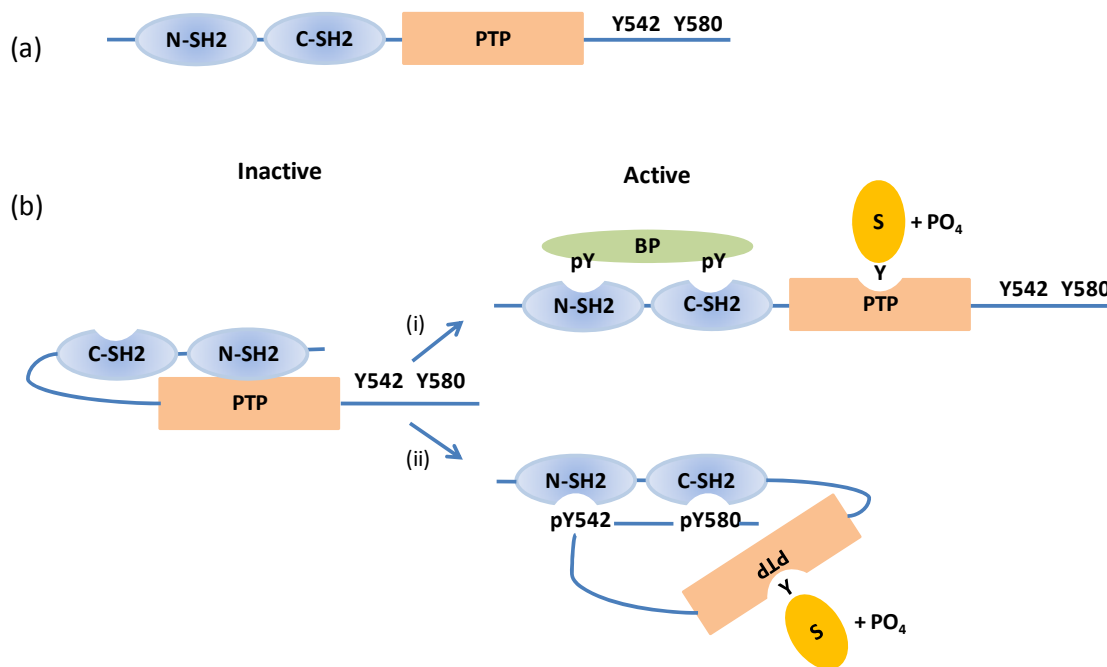 (a)
N-SH2 C-SH2 PTP Y542 Y580
Inactive Active
(b)
S + PO4
BP
pY pY Y
N-SH2 C-SH2 PTP Y542 Y580
(i)
C-SH2 N-SH2
PTP Y542 Y580
(ii)
N-SH2 C-SH2
pY542 pY580
PTP
Y
S + PO4